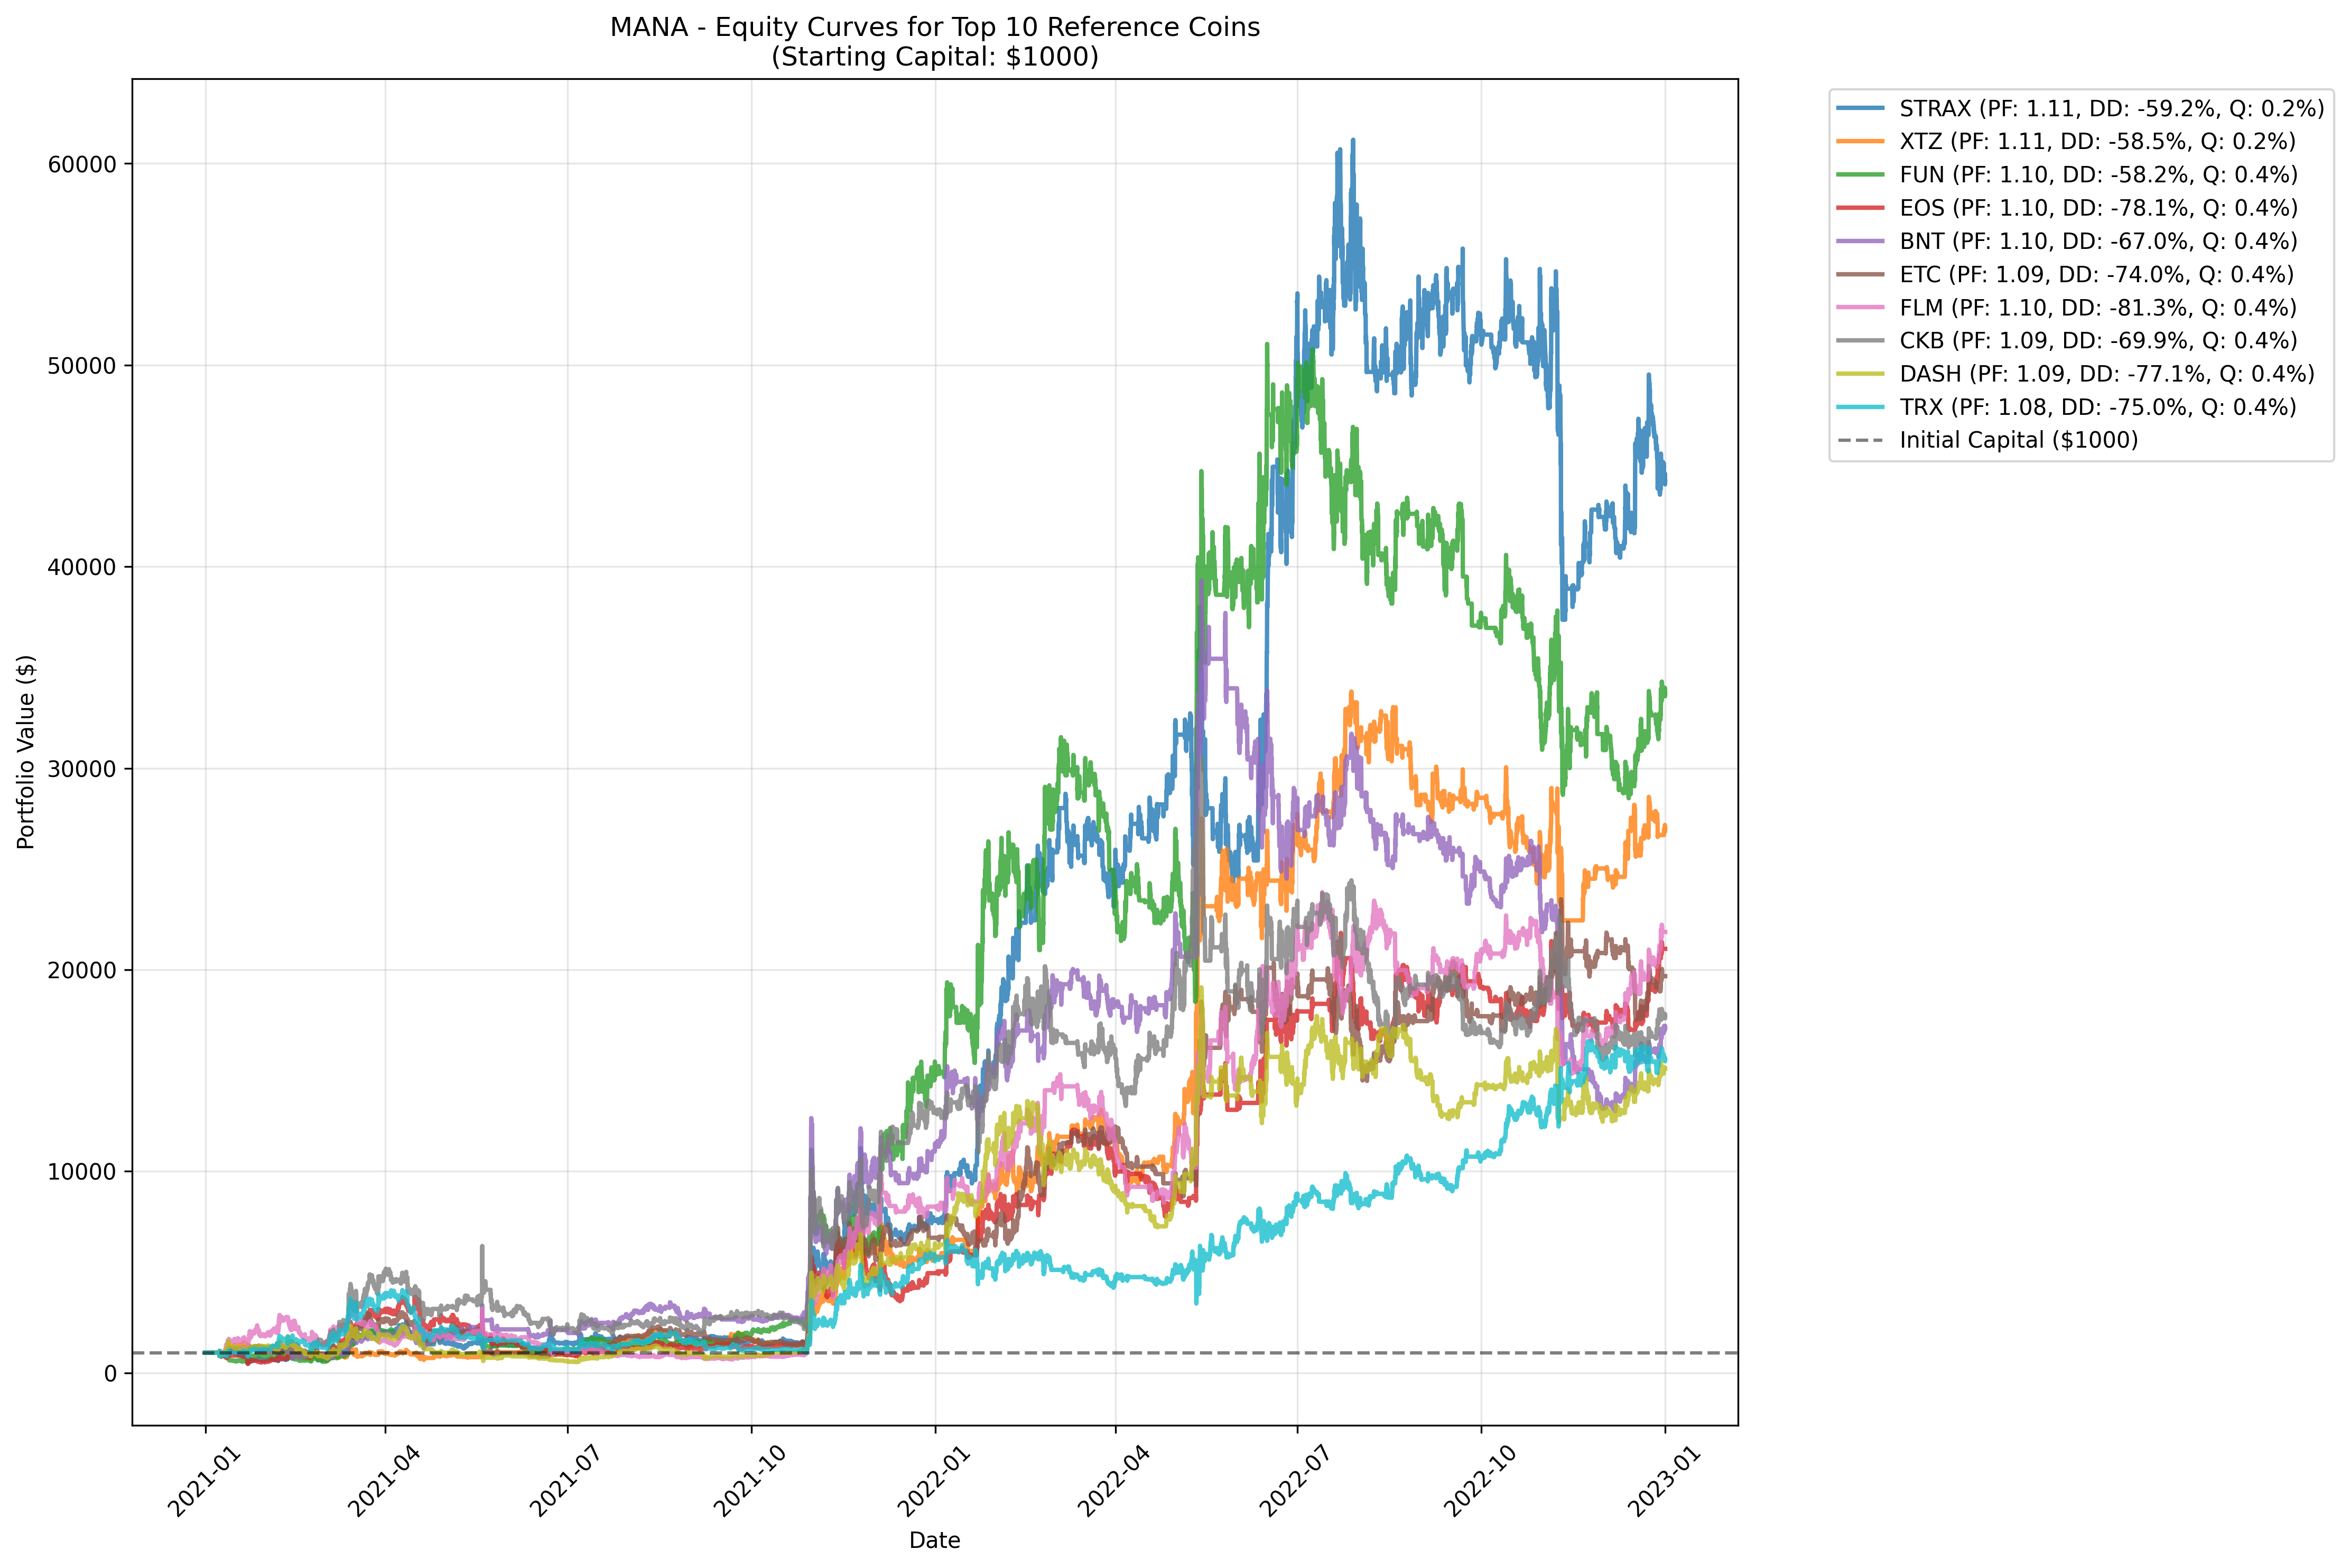 MANA - Equity Curves for Top 10 Reference Coins
(Starting Capital: $1000)
STRAX (PF: 1.11, DD: -59.2%, Q: 0.2%)
XTZ (PF: 1.11, DD: -58.5%, Q: 0.2%)
FUN (PF: 1.10, DD: -58.2%, Q: 0.4%)
EOS (PF: 1.10, DD: -78.1%, Q: 0.4%)
BNT (PF: 1.10, DD: -67.0%, Q: 0.4%)
ETC (PF: 1.09, DD: -74.0%, Q: 0.4%)
FLM (PF: 1.10, DD: -81.3%, Q: 0.4%)
CKB (PF: 1.09, DD: -69.9%, Q: 0.4%)
DASH (PF: 1.09, DD: -77.1%, Q: 0.4%)
TRX (PF: 1.08, DD: -75.0%, Q: 0.4%)
Initial Capital ($1000)
Portfolio Value ($)
60000
50000
40000
30000
20000
10000
0
2021-01
2021-04
2021-07
2021-10
2022-01
2022-04
2022-07
2022-10
2023-01
Date